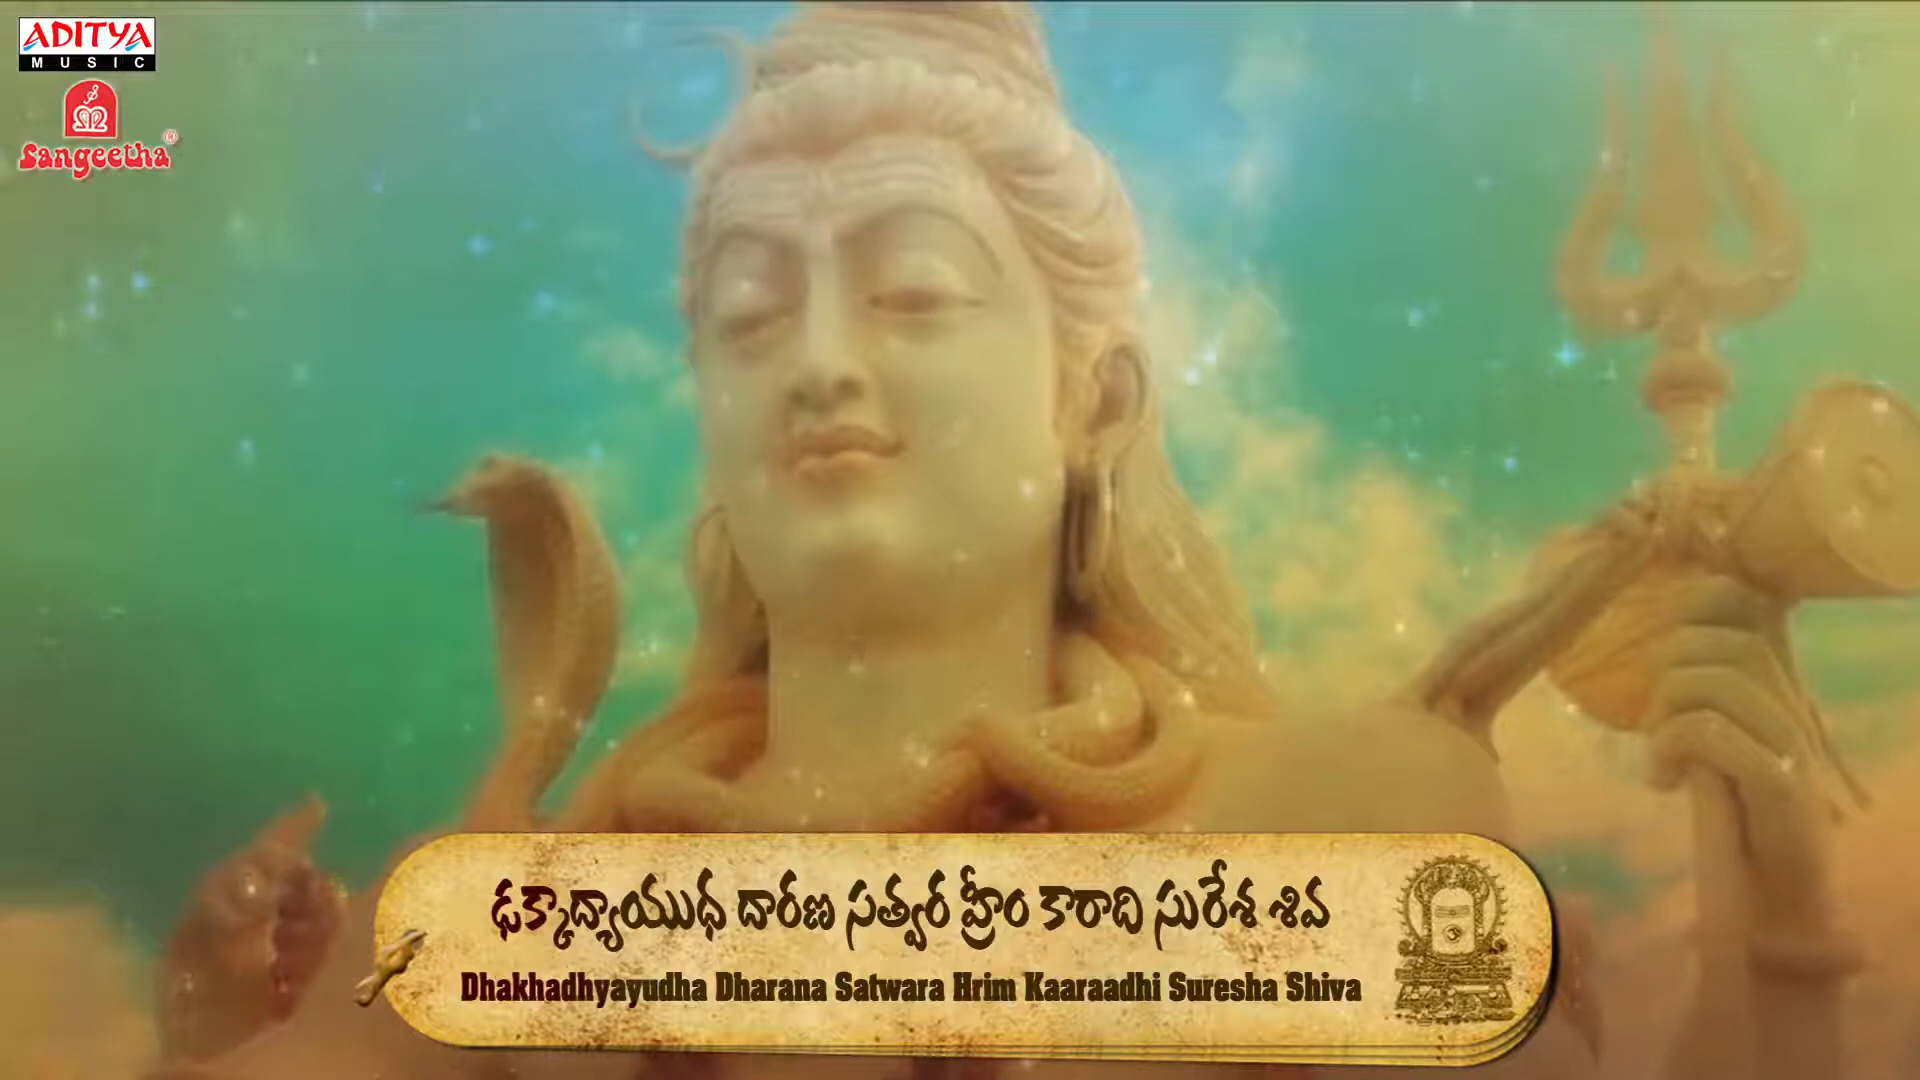 ADITYA
MUSIC
Sangeetha
ఢక్కాద్యాయుధ దారణ సత్వర హ్రీం కారాది సురేశ శివ
Dhakhadhyayudha Dharana Satwara Hrim Kaaraadhi Suresha Shiva